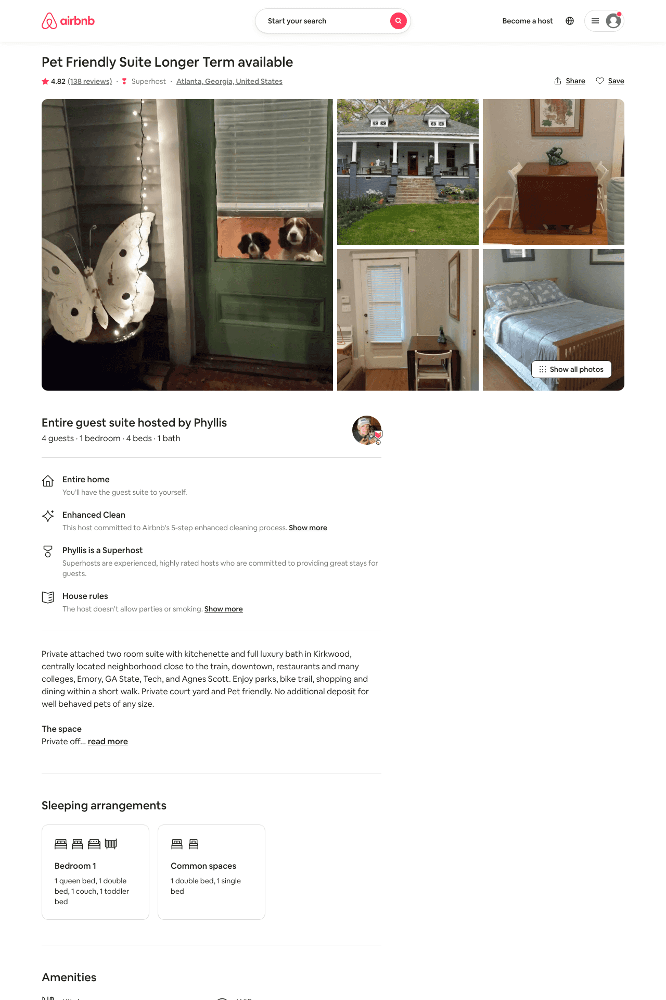 airbnb
Start your search
Become a host
Pet Friendly Suite Longer Term available
4.82 (138 reviews) · Superhost · Atlanta, Georgia, United States
Share
Save
Show all photos
Entire guest suite hosted by Phyllis
4 guests · 1 bedroom · 4 beds · 1 bath
Entire home
You’ll have the guest suite to yourself.
Enhanced Clean
This host committed to Airbnb's 5-step enhanced cleaning process. Show more
Phyllis is a Superhost
Superhosts are experienced, highly rated hosts who are committed to providing great stays for
guests.
House rules
The host doesn’t allow parties or smoking. Show more
Private attached two room suite with kitchenette and full luxury bath in Kirkwood,
centrally located neighborhood close to the train, downtown, restaurants and many
colleges, Emory, GA State, Tech, and Agnes Scott. Enjoy parks, bike trail, shopping and
dining within a short walk. Private court yard and Pet friendly. No additional deposit for
well behaved pets of any size.
The space
Private off... read more
Sleeping arrangements
Bedroom 1
1 queen bed, 1 double
bed, 1 couch, 1 toddler
bed
Common spaces
1 double bed, 1 single
bed
Amenities
Wifi